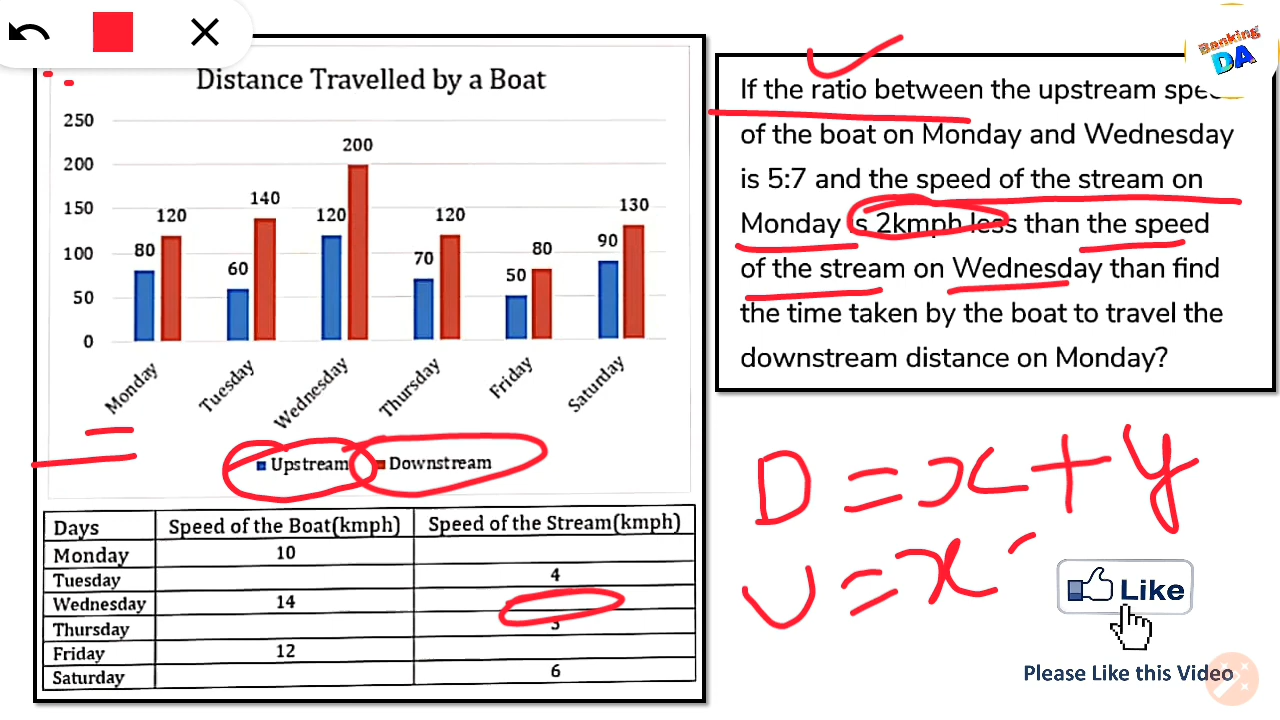 Banking
DA
Distance Travelled by a Boat
250
200
150
100
50
0
80 120
60 140
120 200
70 120
50 80
90 130
Monday Tuesday Wednesday Thursday Friday Saturday
Upstream Downstream
Days Speed of the Boat(kmph) Speed of the Stream(kmph)
Monday 10
Tuesday 4
Wednesday 14
Thursday
Friday 12
Saturday 6
If the ratio between the upstream
of the boat on Monday and Wednesday
is 5:7 and the speed of the stream on
Monday is 2kmph less than the speed
of the stream on Wednesday than find
the time taken by the boat to travel the
downstream distance on Monday?
D = x + y
U = x
Like
Please Like this Video